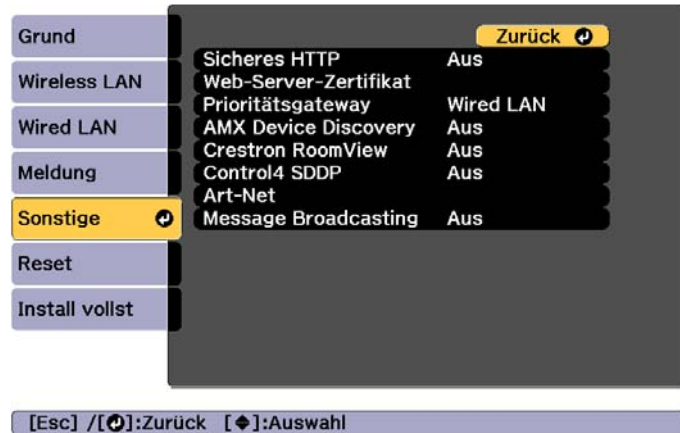 Grund
Wireless LAN
Wired LAN
Meldung
Sonstige
Reset
Install vollst
Zurück
Sicheres HTTP Aus
Web-Server-Zertifikat
Prioritätsgateway Wired LAN
AMX Device Discovery Aus
Crestron RoomView Aus
Control4 SDDP Aus
Art-Net
Message Broadcasting Aus
[Esc] /[⏎]:Zurück [◆]:Auswahl